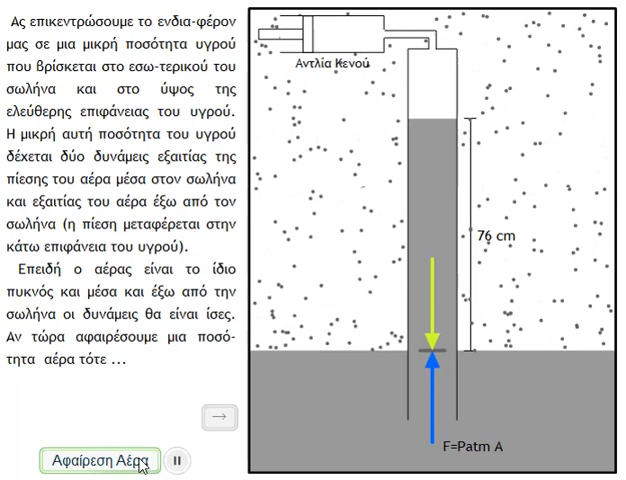 Ας επικεντρώσουμε το ενδια-φέρον
μας σε μια μικρή ποσότητα υγρού
που βρίσκεται στο εσω-τερικού του
σωλήνα και στο ύψος της
ελεύθερης επιφάνειας του υγρού.
Η μικρή αυτή ποσότητα του υγρού
δέχεται δύο δυνάμεις εξαιτίας της
πίεσης του αέρα μέσα στον σωλήνα
και εξαιτίας του αέρα έξω από τον
σωλήνα (η πίεση μεταφέρεται στην
κάτω επιφάνεια του υγρού).
Επειδή ο αέρας είναι το ίδιο
πυκνός και μέσα και έξω από την
σωλήνα οι δυνάμεις θα είναι ίσες.
Αν τώρα αφαιρέσουμε μια ποσό-
τητα αέρα τότε ...
Αφαίρεση Αέρα
Αντλία Κενού
76 cm
F=Patm A